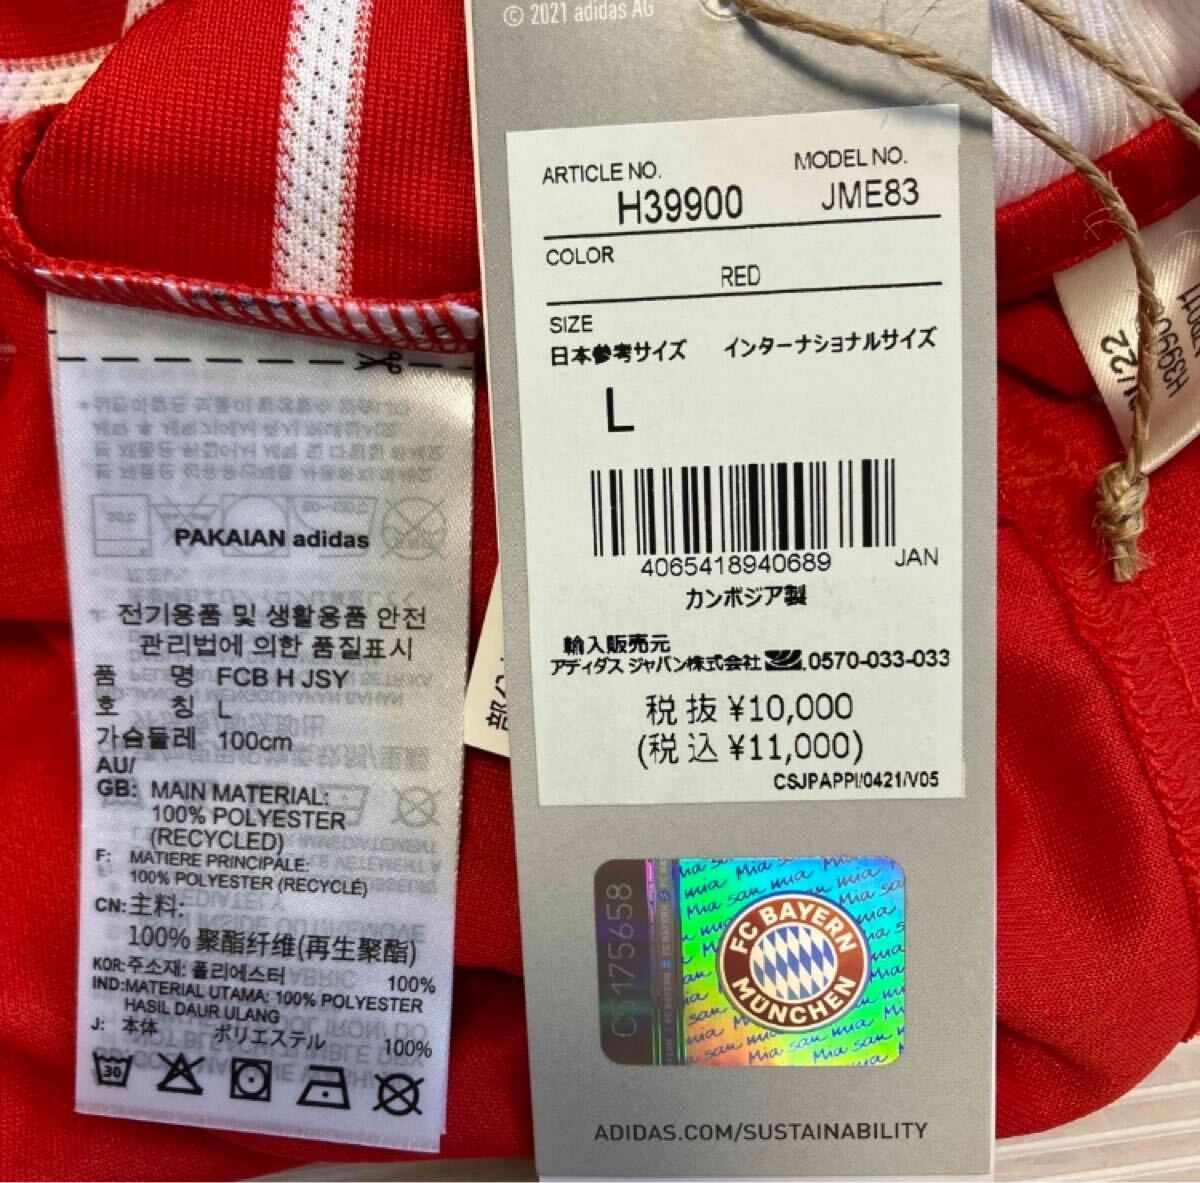 © 2021 adidas AG
ARTICLE NO. MODEL NO.
H39900 JME83
COLOR
RED
SIZE
日本参考サイズ インターナショナルサイズ
L
4065418940689 JAN
カンボジア製
輸入販売元
アディダス ジャパン株式会社 0570-033-033
税 抜 ¥10,000
(税 込 ¥11,000)
CSJPAPPI/0421/V05
CS175658
FC BAYERN
MÜNCHEN
Mia san mia
ADIDAS.COM/SUSTAINABILITY
PAKAIAN adidas
전기용품 및 생활용품 안전
관리법에 의한 품질표시
품 명 FCB H JSY
호 칭 L
가슴둘레 100cm
AU/
GB: MAIN MATERIAL:
100% POLYESTER
(RECYCLED)
F: MATIERE PRINCIPALE:
100% POLYESTER (RECYCLÉ)
CN:主料:
100% 聚酯纤维(再生聚酯)
KOR:주소재: 폴리에스터 100%
IND:MATERIAL UTAMA: 100% POLYESTER
HASIL DAUR ULANG
J: 本体 ポリエステル 100%
30